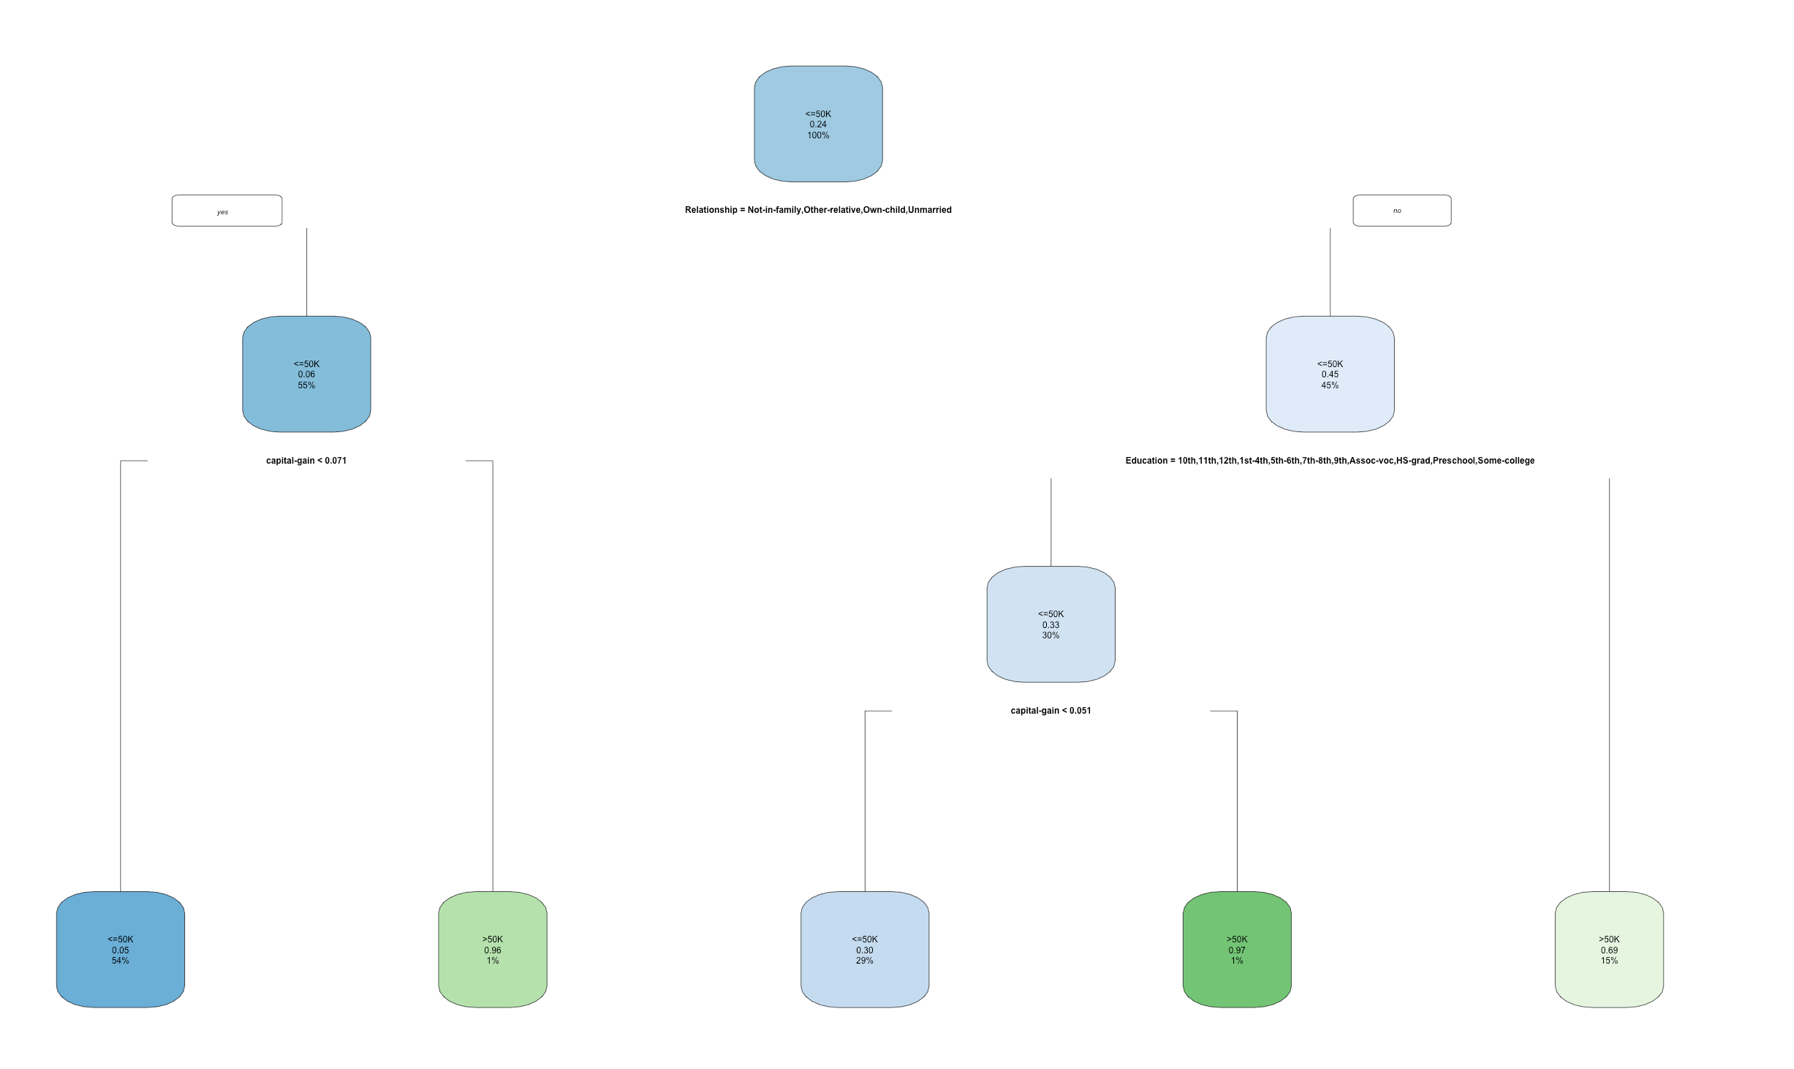 <=50K
0.24
100%
yes
Relationship = Not-in-family,Other-relative,Own-child,Unmarried
no
<=50K
0.06
55%
<=50K
0.45
45%
capital-gain < 0.071
Education = 10th,11th,12th,1st-4th,5th-6th,7th-8th,9th,Assoc-voc,HS-grad,Preschool,Some-college
<=50K
0.33
30%
capital-gain < 0.051
<=50K
0.05
54%
>50K
0.96
1%
<=50K
0.30
29%
>50K
0.97
1%
>50K
0.69
15%